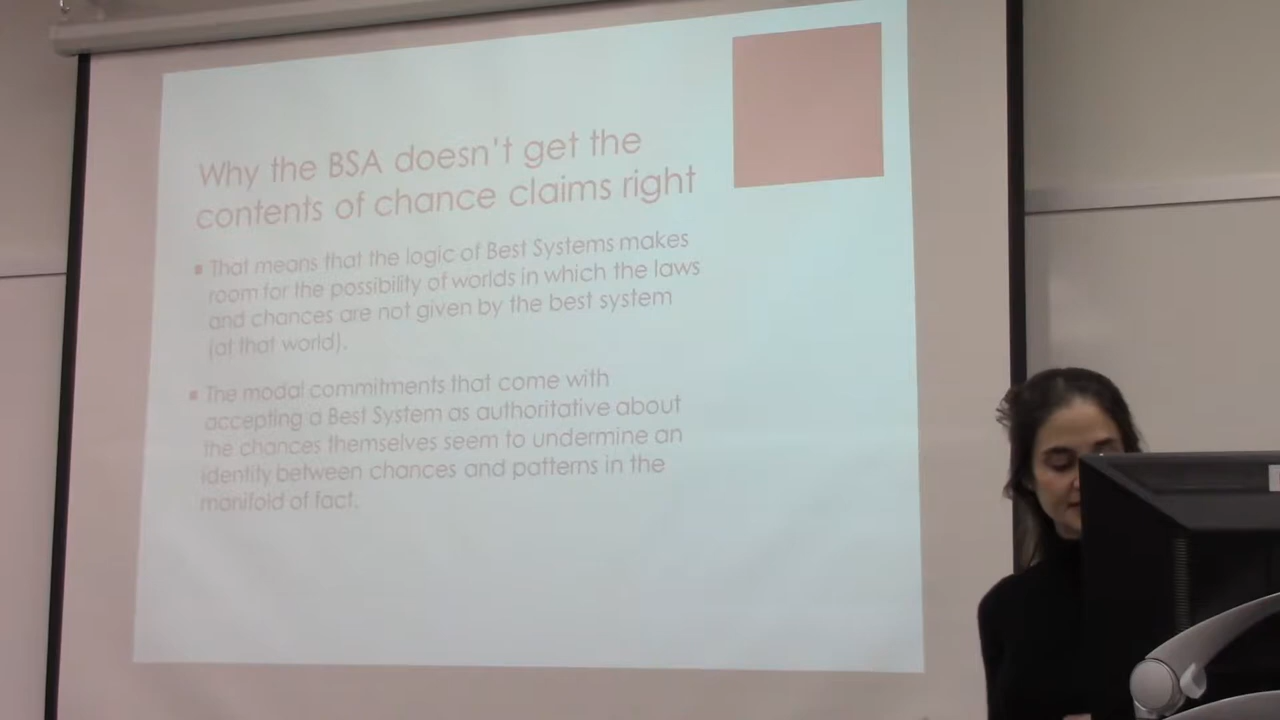 Why the BSA doesn't get the
contents of chance claims right
That means that the logic of Best Systems makes
room for the possibility of worlds in which the laws
and chances are not given by the best system
(at that world).
The modal commitments that come with
accepting a Best System as authoritative about
the chances themselves seem to undermine an
identity between chances and patterns in the
manifold of fact.